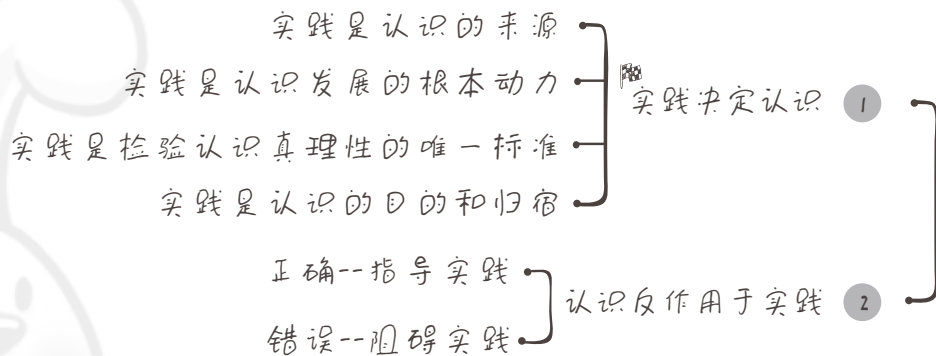 实践是认识的来源
实践是认识发展的根本动力
实践决定认识 1
实践是检验认识真理性的唯一标准
实践是认识的目的和归宿
正确--指导实践
认识反作用于实践 2
错误--阻碍实践